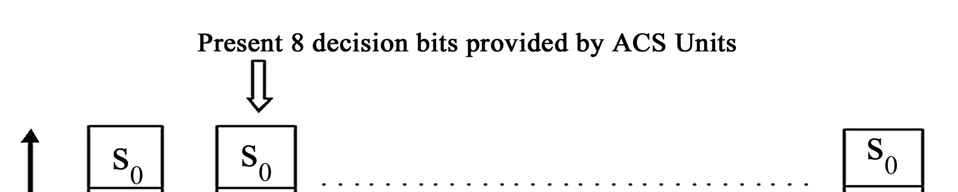 Present 8 decision bits provided by ACS Units
S0 S0 S0